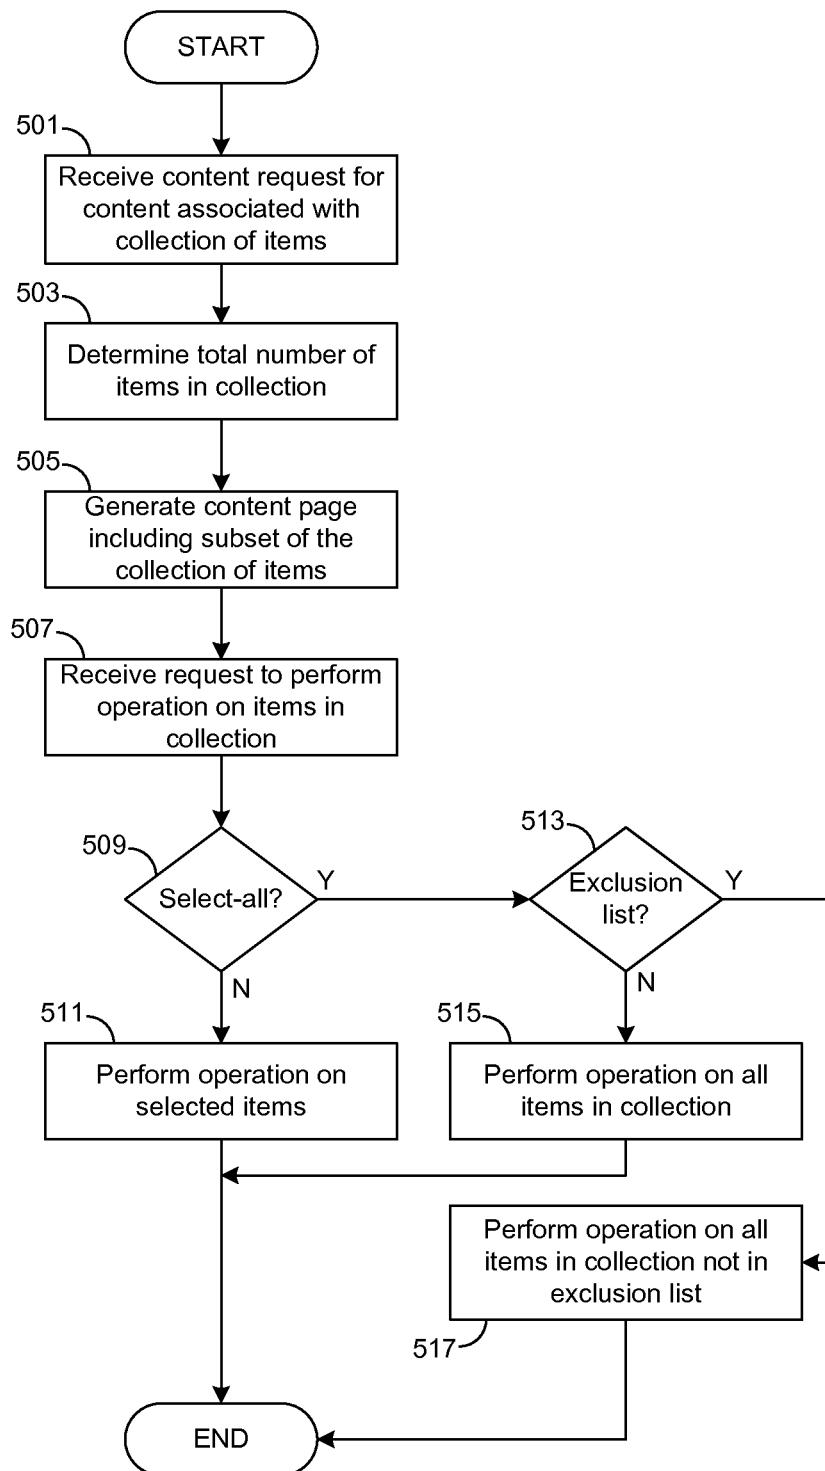 START
501
Receive content request for
content associated with
collection of items
503
Determine total number of
items in collection
505
Generate content page
including subset of the
collection of items
507
Receive request to perform
operation on items in
collection
509
Select-all?
Y
N
513
Exclusion
list?
Y
N
511
Perform operation on
selected items
515
Perform operation on all
items in collection
Perform operation on all
items in collection not in
exclusion list
517
END